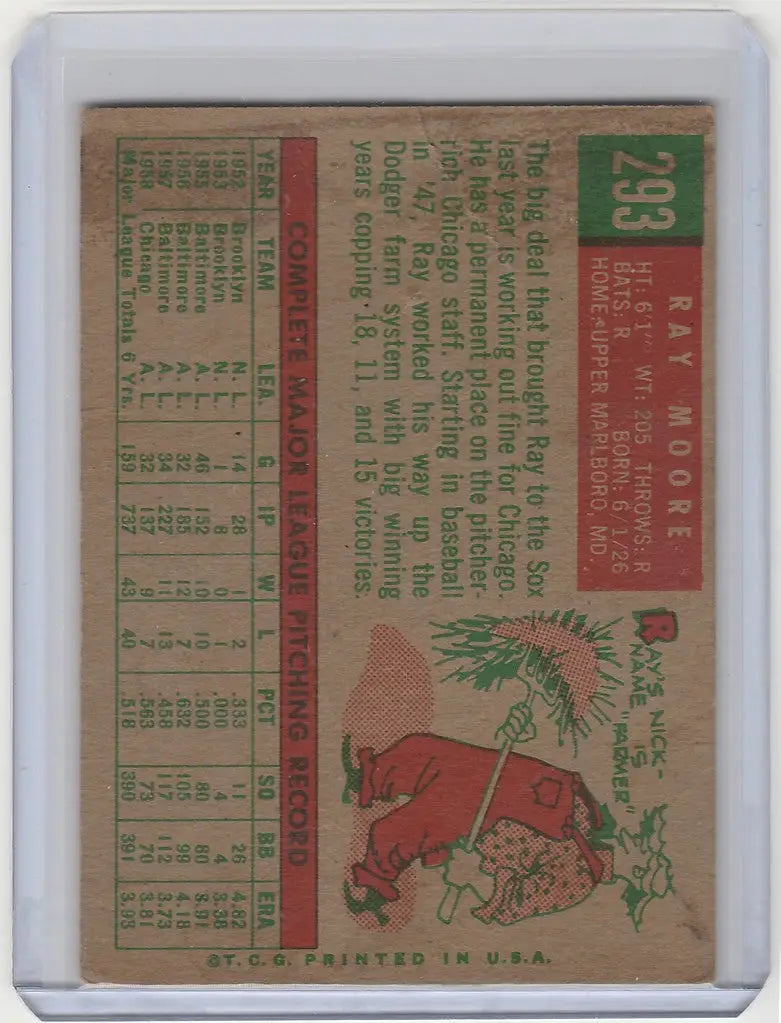 293
RAY MOORE
HT: 6'1" WT: 205 THROWS: R
BATS: R BORN: 6/1/26
HOME: UPPER MARLBORO, MD.
The big deal that brought Ray to the Sox
last year is working out fine for Chicago.
He has a permanent place on the pitcher-
rich Chicago staff. Starting in baseball
in '47, Ray worked his way up the
Dodger farm system with big winning
years copping 18, 11, and 15 victories.
RAY'S NICK-
NAME IS
"FARMER"
COMPLETE MAJOR LEAGUE PITCHING RECORD
YEAR TEAM LEA. G IP W L PCT SO BB ERA
1952 Brooklyn N. L. 14 28 1 2 .333 11 26 4.82
1953 Brooklyn N. L. 1 8 0 1 .000 4 4 3.38
1955 Baltimore A. L. 46 152 10 10 .500 80 80 3.91
1956 Baltimore A. L. 32 185 12 7 .632 105 99 4.18
1957 Baltimore A. L. 34 227 11 13 .458 117 112 3.73
1958 Chicago A. L. 32 137 9 7 .563 73 70 3.81
Major League Totals 6 Yrs. 159 737 43 40 .518 390 391 3.93
©T. C. G. PRINTED IN U.S.A.